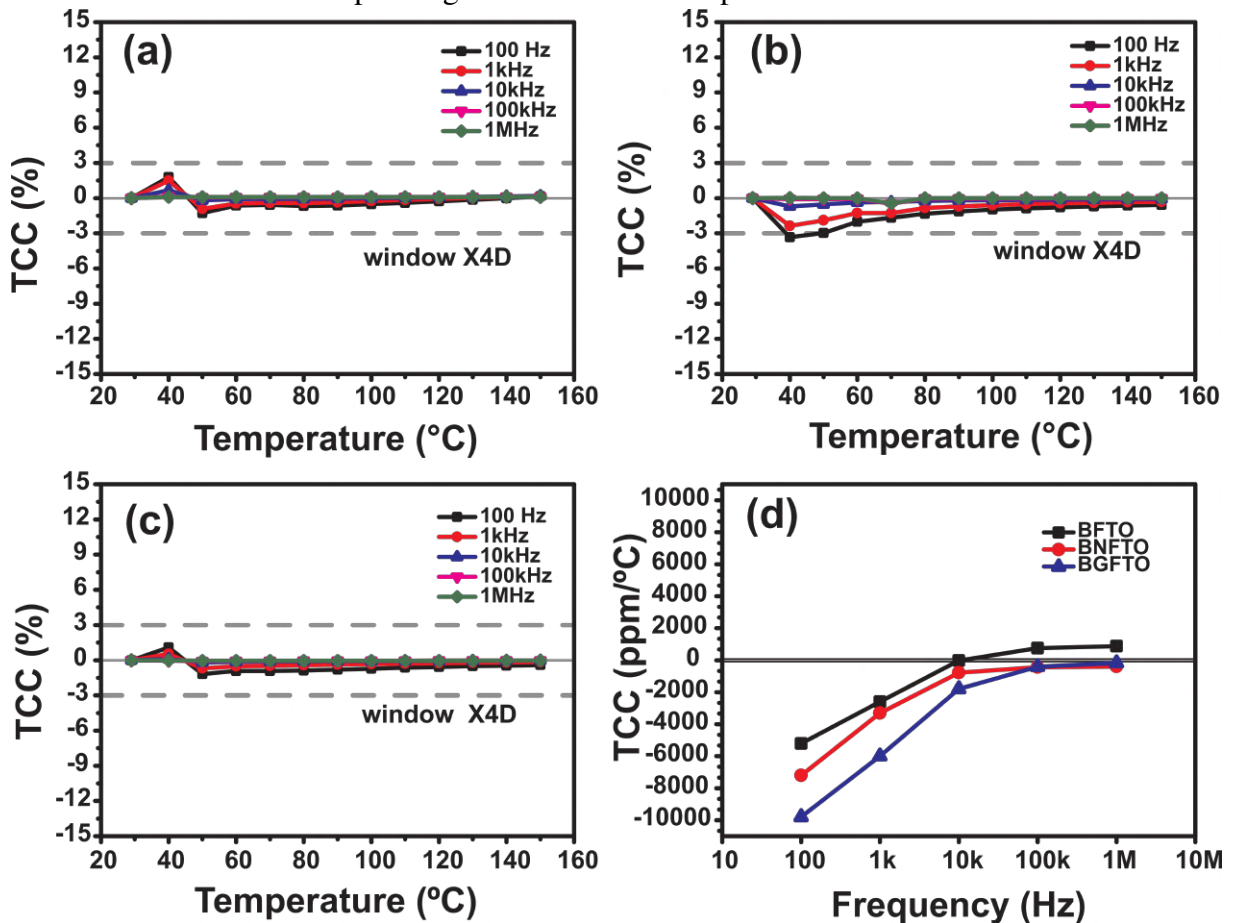 (a)
100 Hz
1kHz
10kHz
100kHz
1MHz
window X4D
TCC (%)
15
12
9
6
3
0
-3
-6
-9
-12
-15
20 40 60 80 100 120 140 160
Temperature (°C)
(b)
100 Hz
1kHz
10kHz
100kHz
1MHz
window X4D
TCC (%)
15
12
9
6
3
0
-3
-6
-9
-12
-15
20 40 60 80 100 120 140 160
Temperature (°C)
(c)
100 Hz
1kHz
10kHz
100kHz
1MHz
window X4D
TCC (%)
15
12
9
6
3
0
-3
-6
-9
-12
-15
20 40 60 80 100 120 140 160
Temperature (ºC)
(d)
BFTO
BNFTO
BGFTO
TCC (ppm/ºC)
10000
8000
6000
4000
2000
0
-2000
-4000
-6000
-8000
-10000
10 100 1k 10k 100k 1M 10M
Frequency (Hz)